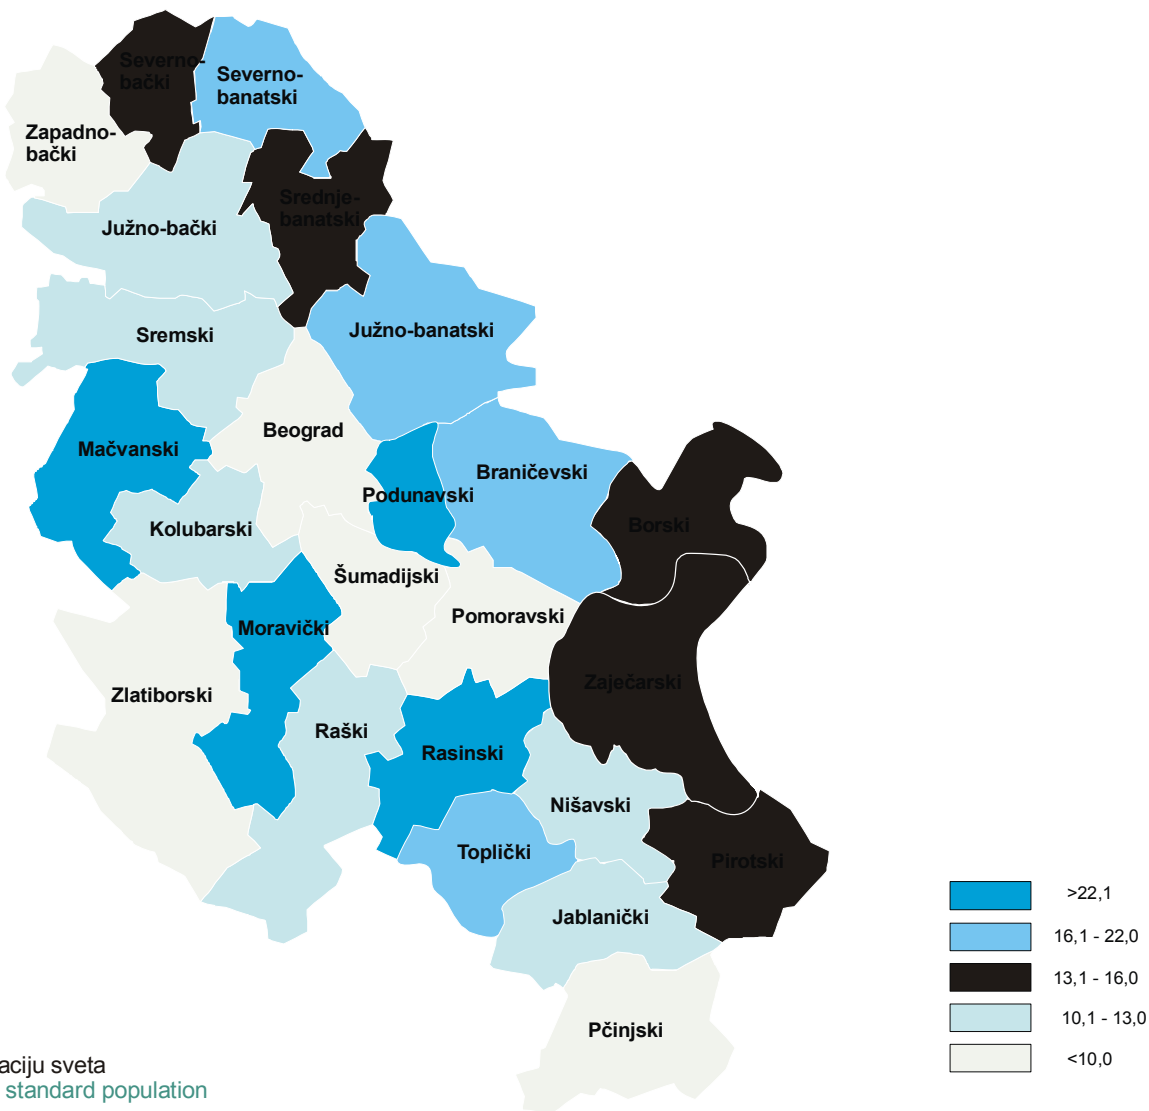 Severno-
bački
Severno-
banatski
Zapadno-
bački
Srednje-
banatski
Južno-bački
Južno-banatski
Sremski
Beograd
Mačvanski
Braničevski
Podunavski
Borski
Kolubarski
Šumadijski
Pomoravski
Moravički
Zaječarski
Zlatiborski
Raški
Rasinski
Nišavski
Toplički
Pirotski
Jablanički
Pčinjski
>22,1
16,1 - 22,0
13,1 - 16,0
10,1 - 13,0
<10,0
aciju sveta
standard population